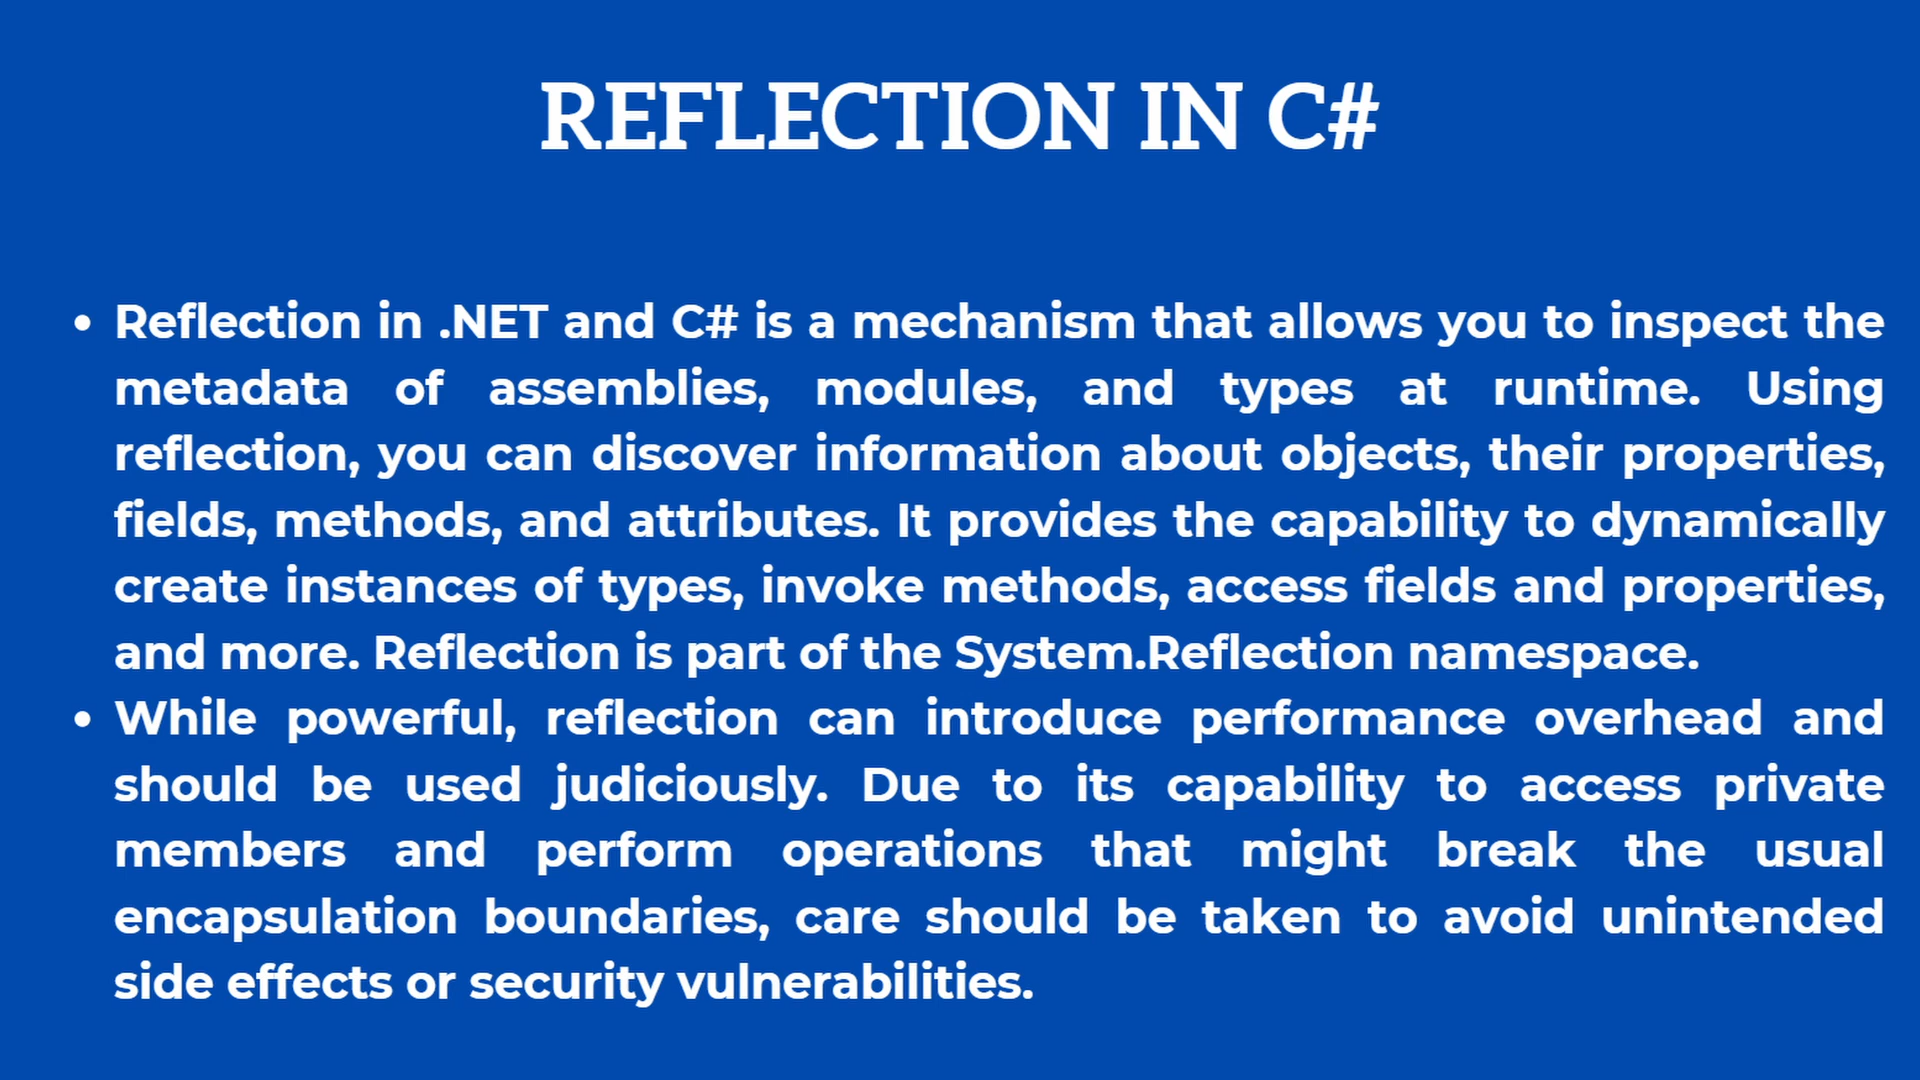 REFLECTION IN C#
• Reflection in .NET and C# is a mechanism that allows you to inspect the
metadata of assemblies, modules, and types at runtime. Using
reflection, you can discover information about objects, their properties,
fields, methods, and attributes. It provides the capability to dynamically
create instances of types, invoke methods, access fields and properties,
and more. Reflection is part of the System.Reflection namespace.
• While powerful, reflection can introduce performance overhead and
should be used judiciously. Due to its capability to access private
members and perform operations that might break the usual
encapsulation boundaries, care should be taken to avoid unintended
side effects or security vulnerabilities.